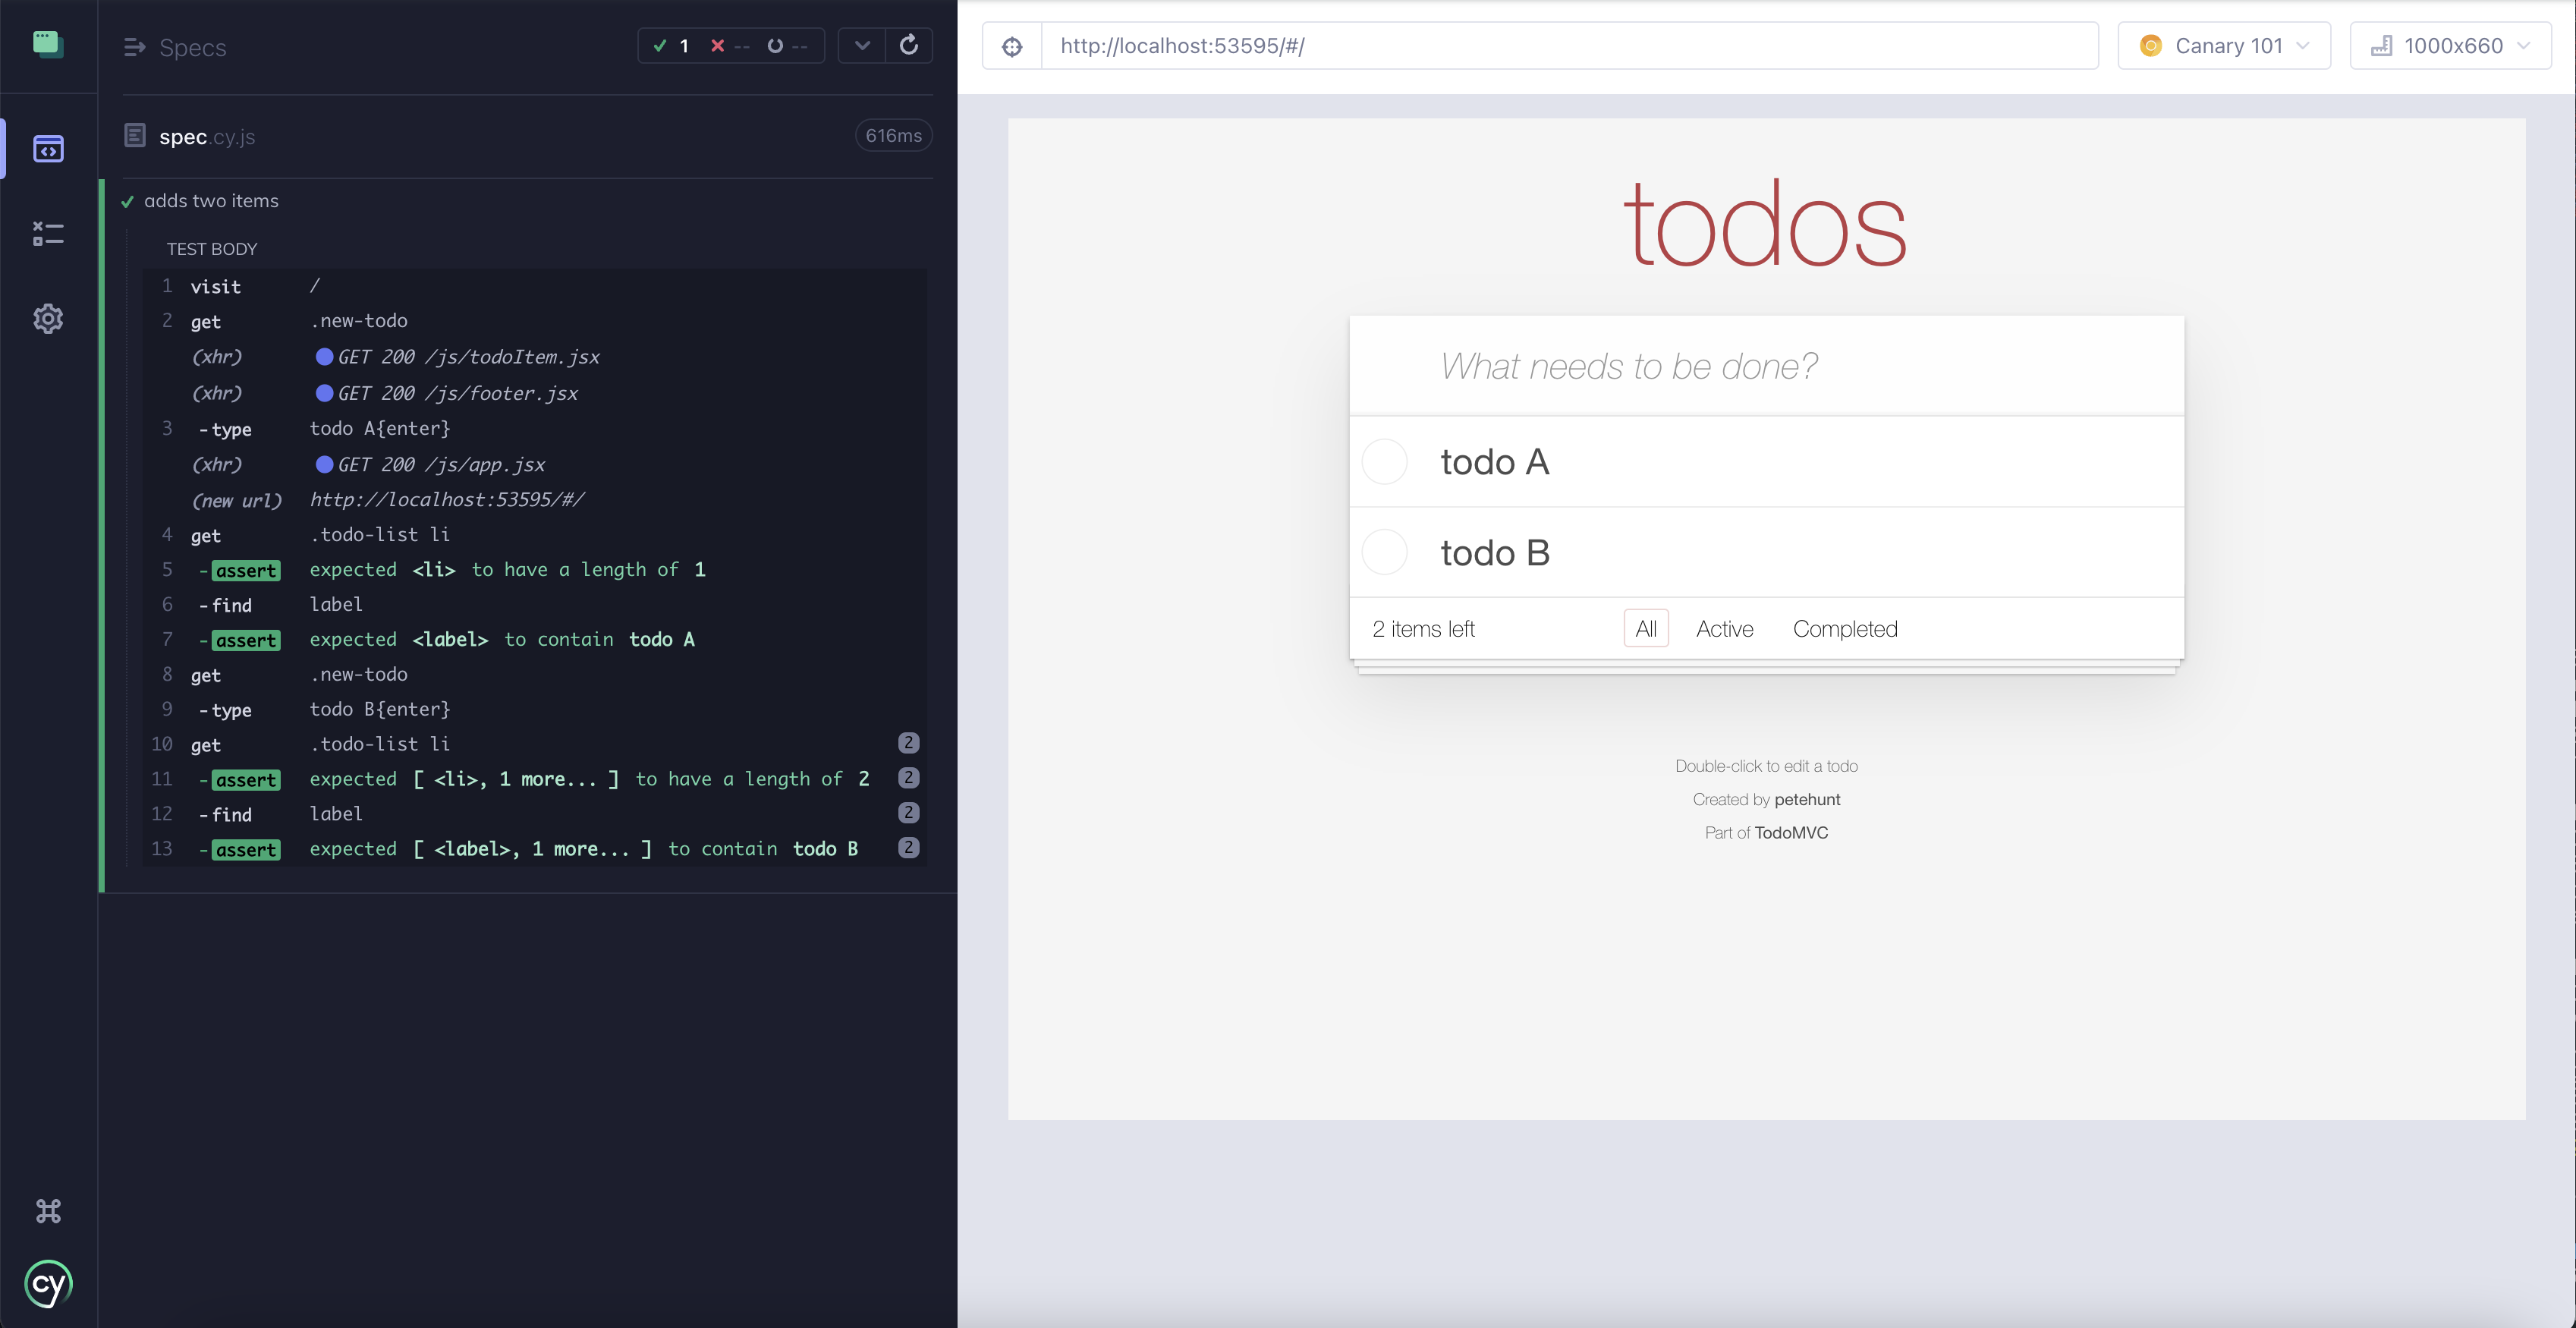 Specs
1 -- --
spec.cy.js 616ms
adds two items
TEST BODY
1 visit /
2 get .new-todo
(xhr) GET 200 /js/todoItem.jsx
(xhr) GET 200 /js/footer.jsx
3 -type todo A{enter}
(xhr) GET 200 /js/app.jsx
(new url) http://localhost:53595/#/
4 get .todo-list li
5 -assert expected <li> to have a length of 1
6 -find label
7 -assert expected <label> to contain todo A
8 get .new-todo
9 -type todo B{enter}
10 get .todo-list li 2
11 -assert expected [ <li>, 1 more... ] to have a length of 2 2
12 -find label 2
13 -assert expected [ <label>, 1 more... ] to contain todo B 2
cy
http://localhost:53595/#/
Canary 101
1000x660
todos
What needs to be done?
todo A
todo B
2 items left All Active Completed
Double-click to edit a todo
Created by petehunt
Part of TodoMVC